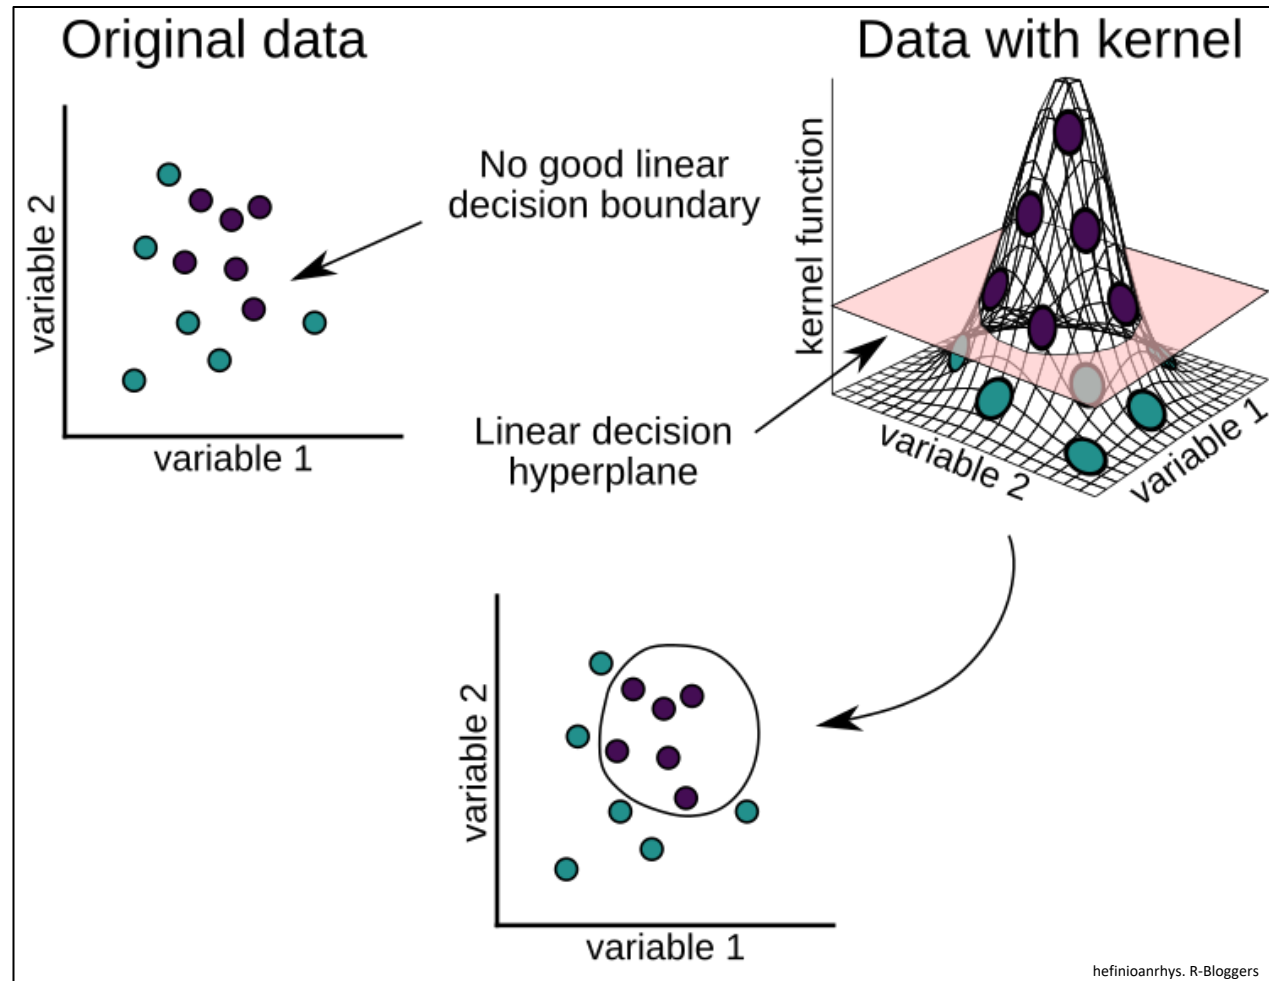 Original data
Data with kernel
variable 2
No good linear
decision boundary
variable 1
kernel function
Linear decision
hyperplane
variable 2
variable 1
variable 2
variable 1
hefinioanrhys. R-Bloggers